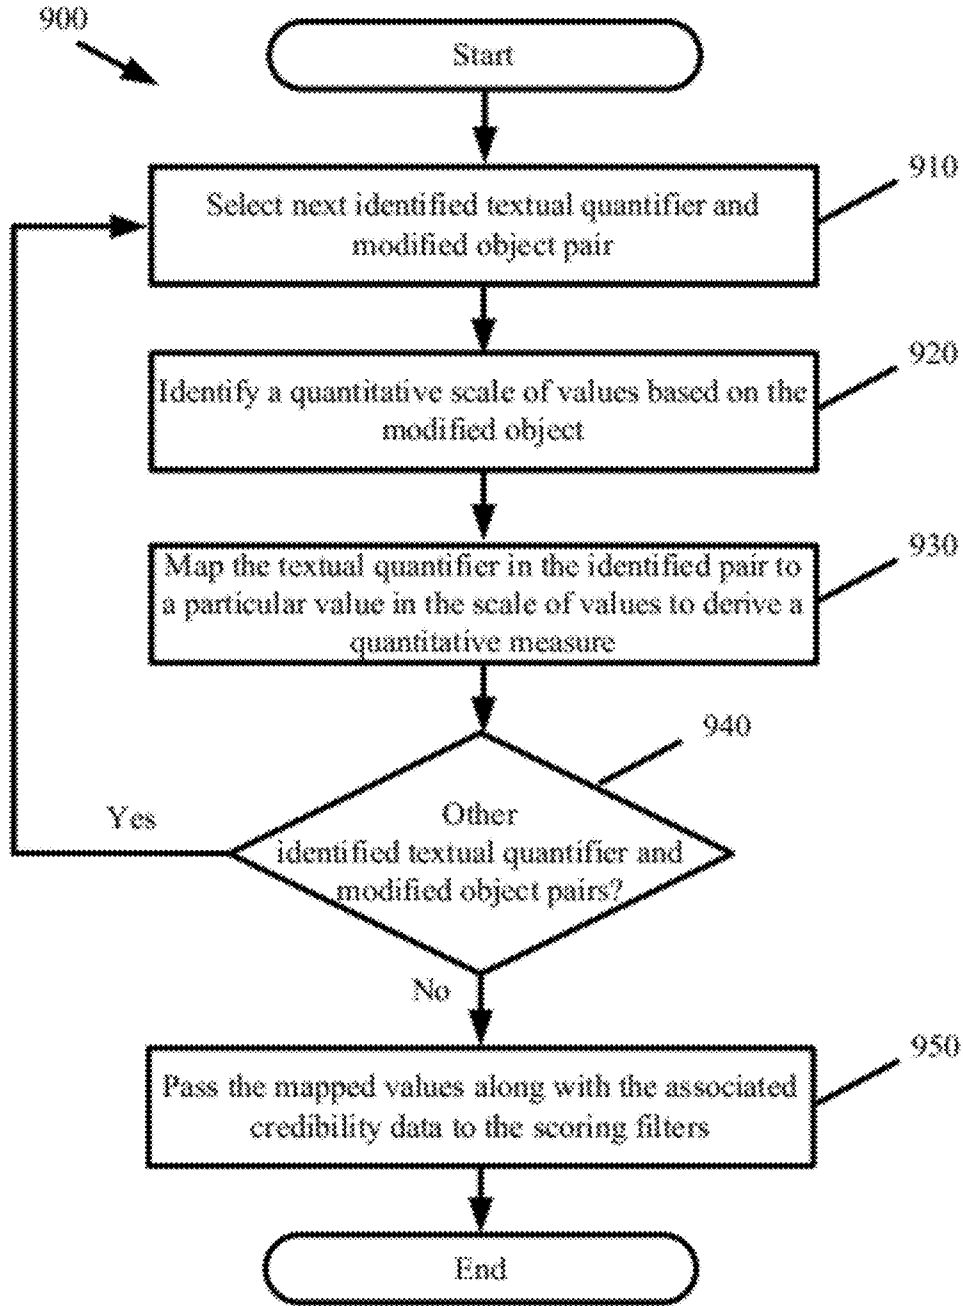 900
Start
910
Select next identified textual quantifier and
modified object pair
920
Identify a quantitative scale of values based on the
modified object
930
Map the textual quantifier in the identified pair to
a particular value in the scale of values to derive a
quantitative measure
940
Other
identified textual quantifier and
modified object pairs?
Yes
No
950
Pass the mapped values along with the associated
credibility data to the scoring filters
End